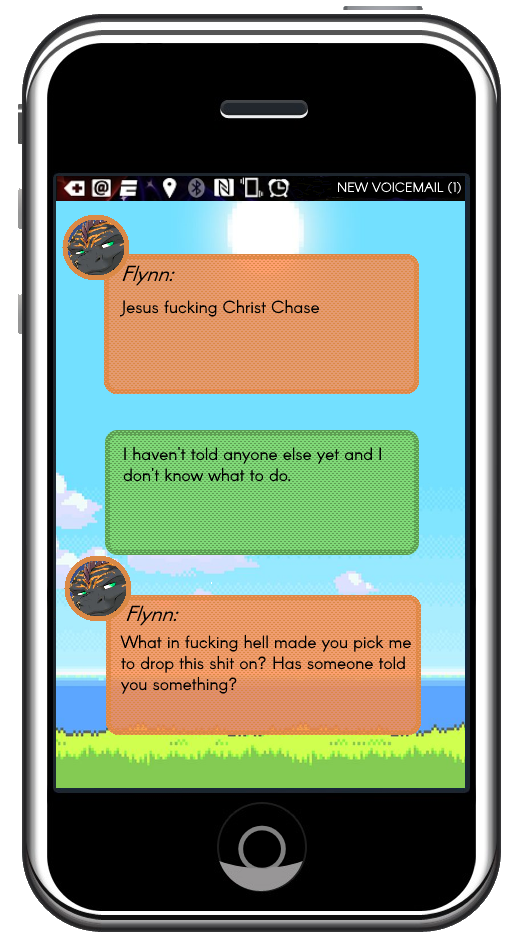 NEW VOICEMAIL (1)
Flynn:
Jesus fucking Christ Chase
I haven't told anyone else yet and I
don't know what to do.
Flynn:
What in fucking hell made you pick me
to drop this shit on? Has someone told
you something?